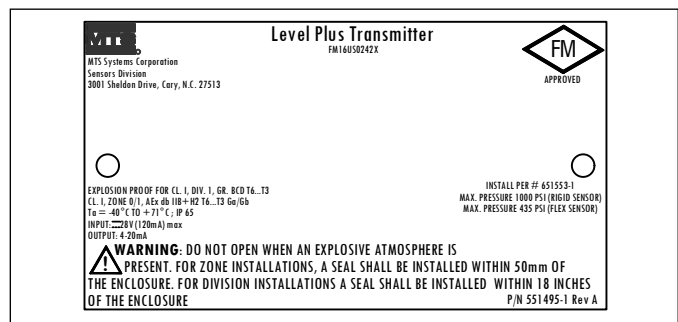 MTS
Level Plus Transmitter
FM16US0242X
FM
APPROVED
MTS Systems Corporation
Sensors Division
3001 Sheldon Drive, Cary, N.C. 27513
EXPLOSION PROOF FOR CL. I, DIV. 1, GR. BCD T6...T3
CL. I, ZONE 0/1, AEx db IIB+H2 T6...T3 Ga/Gb
Ta = -40°C TO +71°C ; IP 65
INPUT: 28V (120mA) max
OUTPUT: 4-20mA
INSTALL PER # 651553-1
MAX. PRESSURE 1000 PSI (RIGID SENSOR)
MAX. PRESSURE 435 PSI (FLEX SENSOR)
WARNING: DO NOT OPEN WHEN AN EXPLOSIVE ATMOSPHERE IS
PRESENT. FOR ZONE INSTALLATIONS, A SEAL SHALL BE INSTALLED WITHIN 50mm OF
THE ENCLOSURE. FOR DIVISION INSTALLATIONS A SEAL SHALL BE INSTALLED WITHIN 18 INCHES
OF THE ENCLOSURE
P/N 551495-1 Rev A